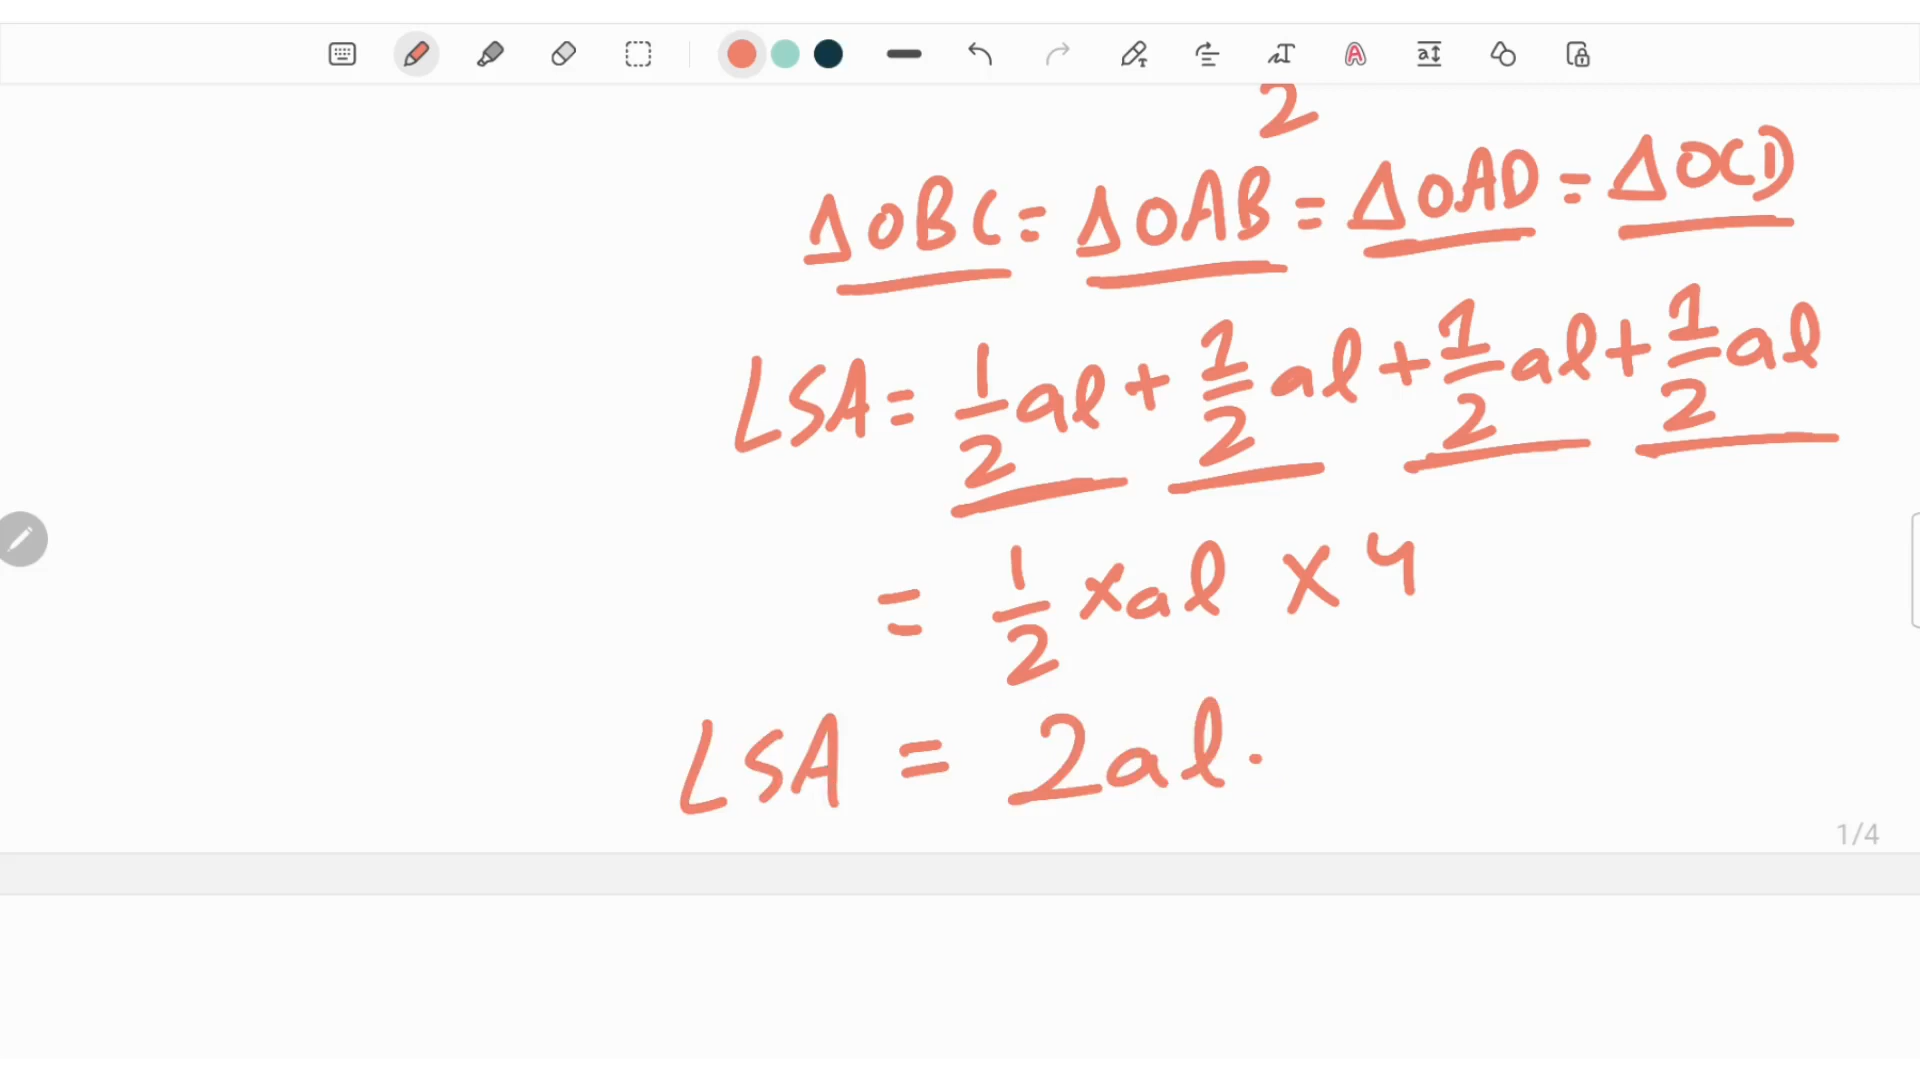 2
ΔOBC = ΔOAB = ΔOAD = ΔOCD
LSA = 1/2 al + 1/2 al + 1/2 al + 1/2 al
= 1/2 × al × 4
LSA = 2al.
1/4